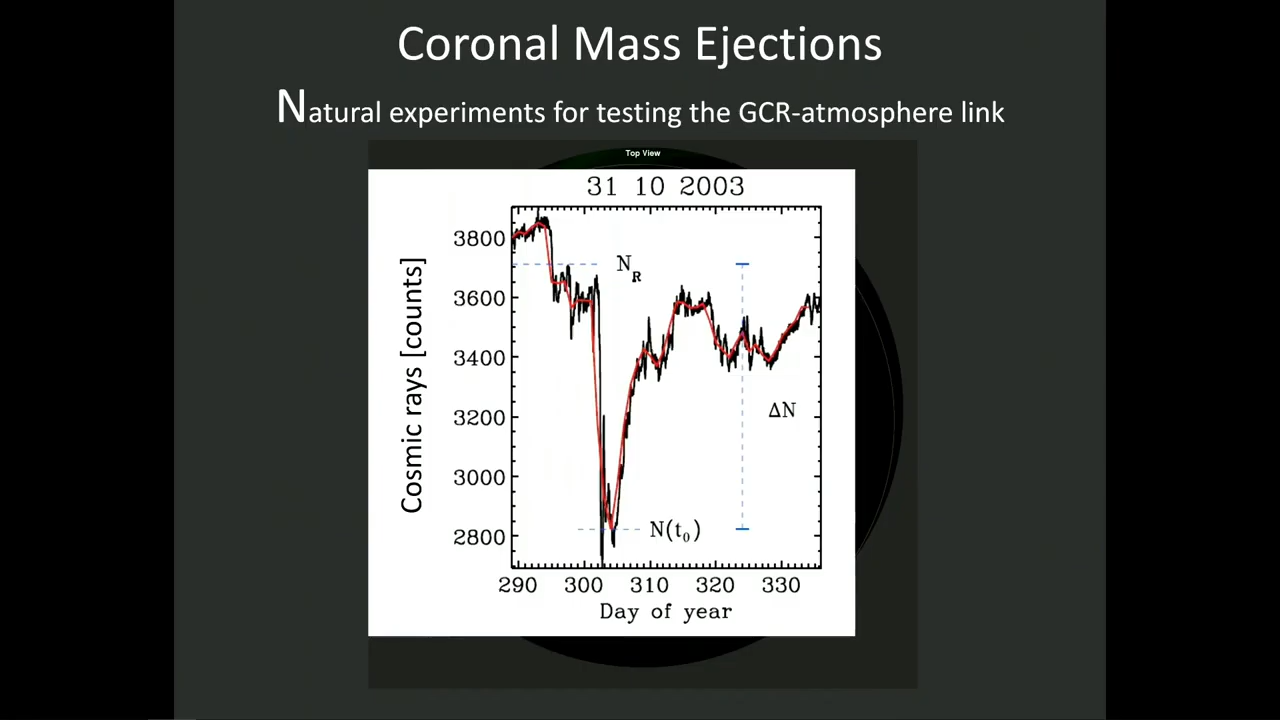 Coronal Mass Ejections
Natural experiments for testing the GCR-atmosphere link
Top View
31 10 2003
Cosmic rays [counts]
3800
3600
3400
3200
3000
2800
N_R
ΔN
N(t₀)
290 300 310 320 330
Day of year